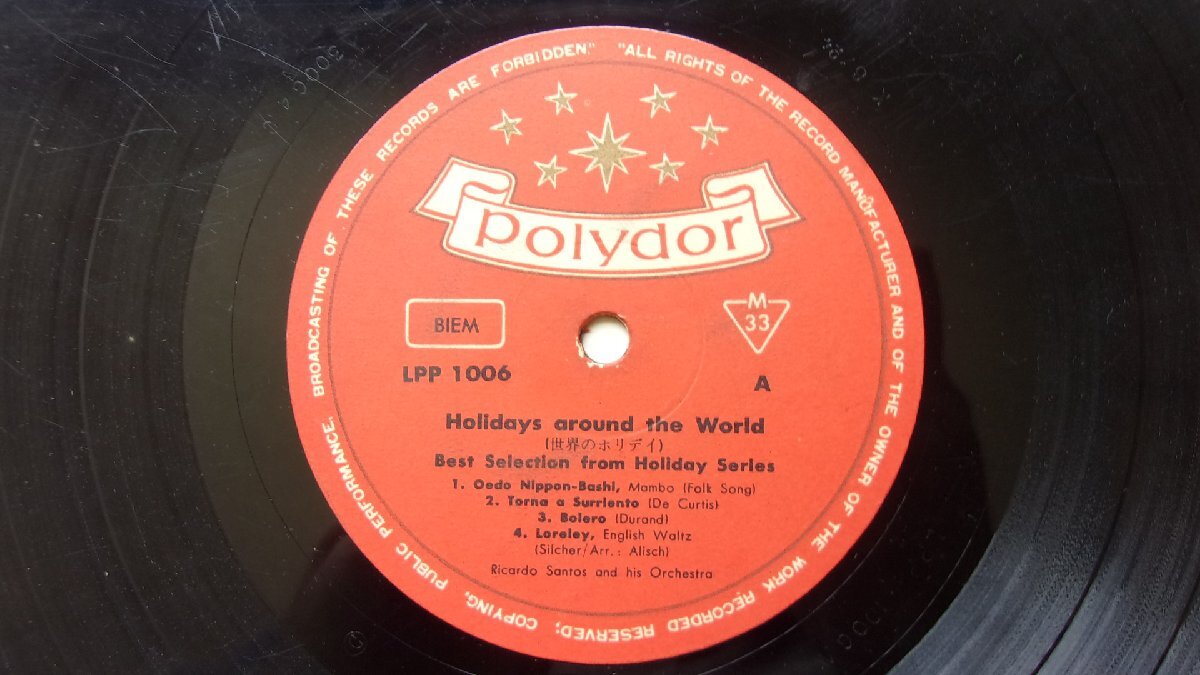 BROADCASTING OF THESE RECORDS ARE FORBIDDEN" "ALL RIGHTS OF THE RECORD MANUFACTURER AND OF THE OWNER OF THE WORK RECORDED RESERVED; COPYING, PUBLIC PERFORMANCE,
polydor
BIEM
M
33
LPP 1006
A
Holidays around the World
(世界のホリデイ)
Best Selection from Holiday Series
1. Oedo Nippon-Bashi, Mambo (Folk Song)
2. Torna a Surriento (De Curtis)
3. Bolero (Durand)
4. Loreley, English Waltz
(Silcher/Arr.: Alisch)
Ricardo Santos and his Orchestra